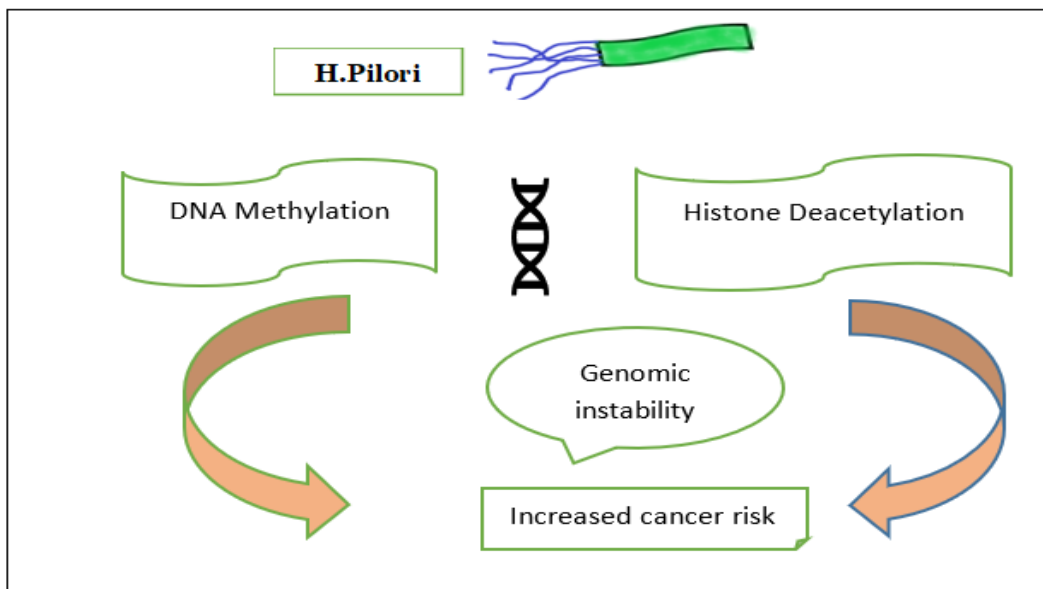 H.Pilori
DNA Methylation
Histone Deacetylation
Genomic
instability
Increased cancer risk